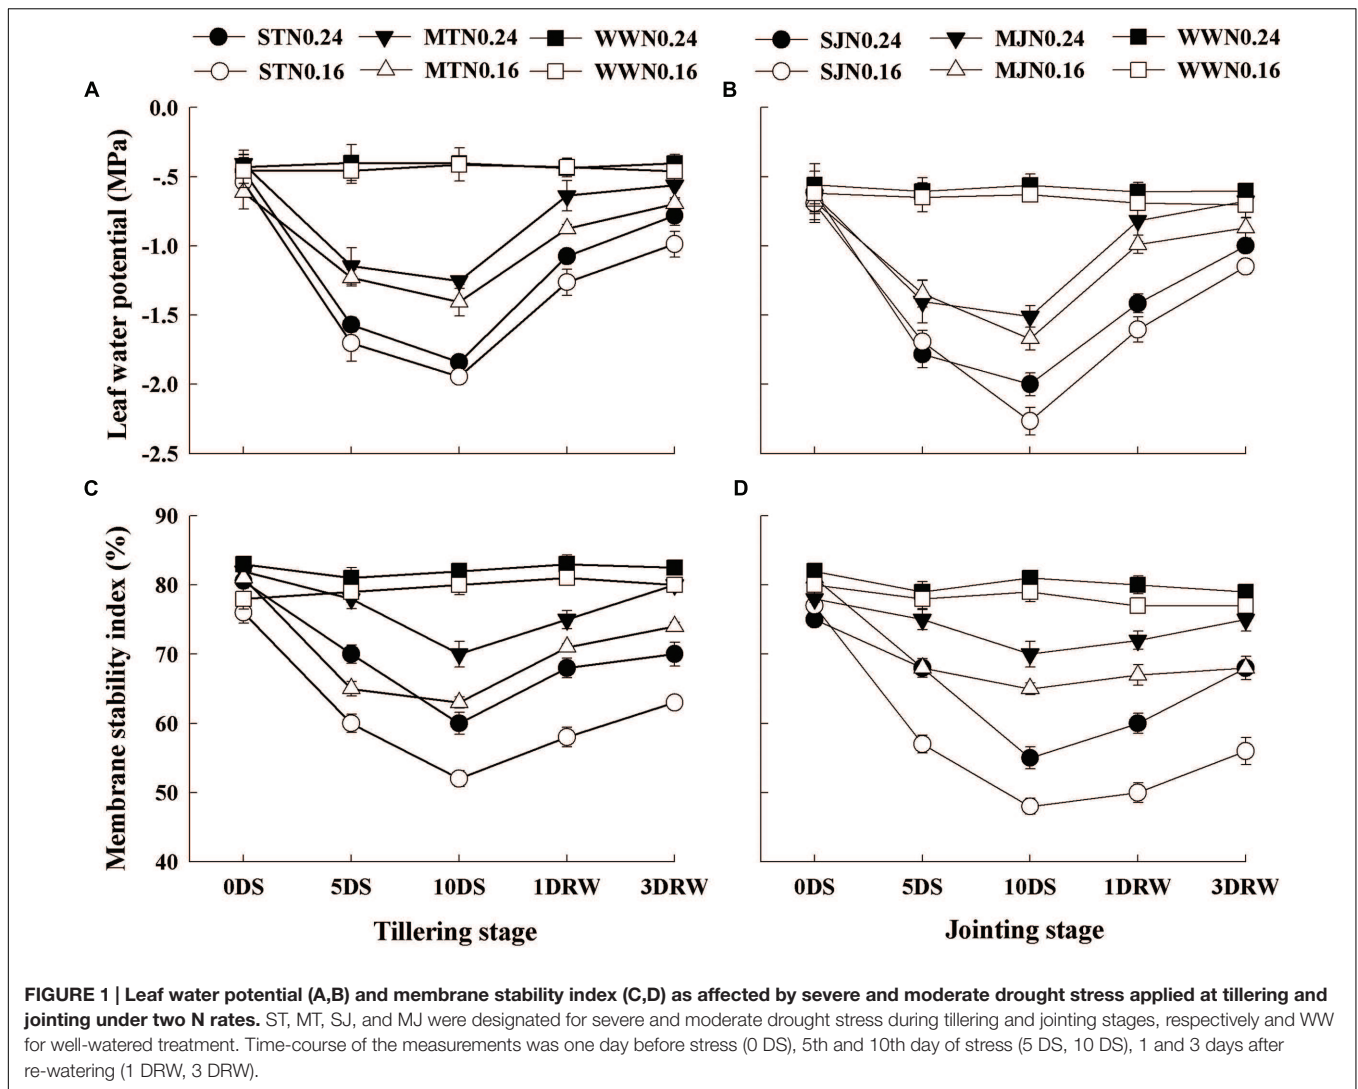 STN0.24 MTN0.24 WWN0.24 SJN0.24 MJN0.24 WWN0.24
STN0.16 MTN0.16 WWN0.16 SJN0.16 MJN0.16 WWN0.16
A B
Leaf water potential (MPa)
0.0
-.5
-1.0
-1.5
-2.0
-2.5
C D
Membrane stability index (%)
90
80
70
60
50
40
0DS 5DS 10DS 1DRW 3DRW 0DS 5DS 10DS 1DRW 3DRW
Tillering stage Jointing stage
FIGURE 1 | Leaf water potential (A,B) and membrane stability index (C,D) as affected by severe and moderate drought stress applied at tillering and
jointing under two N rates. ST, MT, SJ, and MJ were designated for severe and moderate drought stress during tillering and jointing stages, respectively and WW
for well-watered treatment. Time-course of the measurements was one day before stress (0 DS), 5th and 10th day of stress (5 DS, 10 DS), 1 and 3 days after
re-watering (1 DRW, 3 DRW).